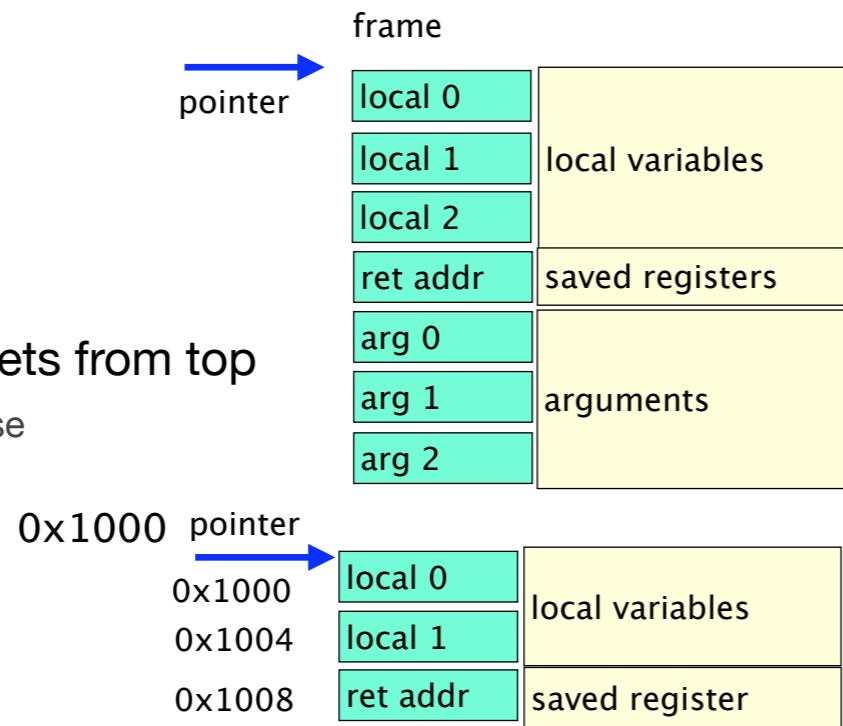 frame
pointer
local 0
local 1
local variables
local 2
ret addr
saved registers
arg 0
ets from top
arg 1
arguments
se
arg 2
0x1000
pointer
local 0
0x1000
local variables
0x1004
local 1
0x1008
ret addr
saved register